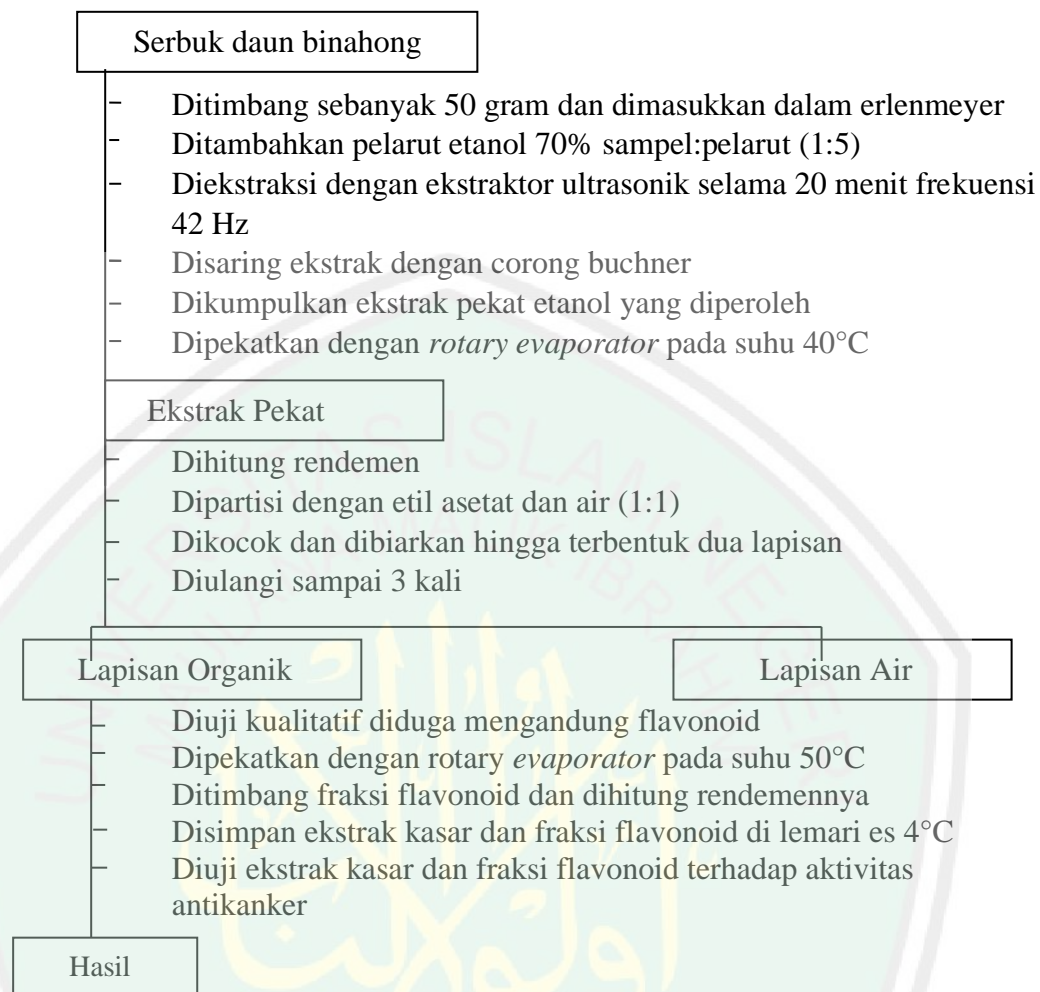 Serbuk daun binahong
- Ditimbang sebanyak 50 gram dan dimasukkan dalam erlenmeyer
- Ditambahkan pelarut etanol 70% sampel:pelarut (1:5)
- Diekstraksi dengan ekstraktor ultrasonik selama 20 menit frekuensi
42 Hz
- Disaring ekstrak dengan corong buchner
- Dikumpulkan ekstrak pekat etanol yang diperoleh
- Dipekatkan dengan rotary evaporator pada suhu 40°C
Ekstrak Pekat
- Dihitung rendemen
- Dipartisi dengan etil asetat dan air (1:1)
- Dikocok dan dibiarkan hingga terbentuk dua lapisan
- Diulangi sampai 3 kali
Lapisan Organik
Lapisan Air
- Diuji kualitatif diduga mengandung flavonoid
- Dipekatkan dengan rotary evaporator pada suhu 50°C
- Ditimbang fraksi flavonoid dan dihitung rendemennya
- Disimpan ekstrak kasar dan fraksi flavonoid di lemari es 4°C
- Diuji ekstrak kasar dan fraksi flavonoid terhadap aktivitas
antikanker
Hasil